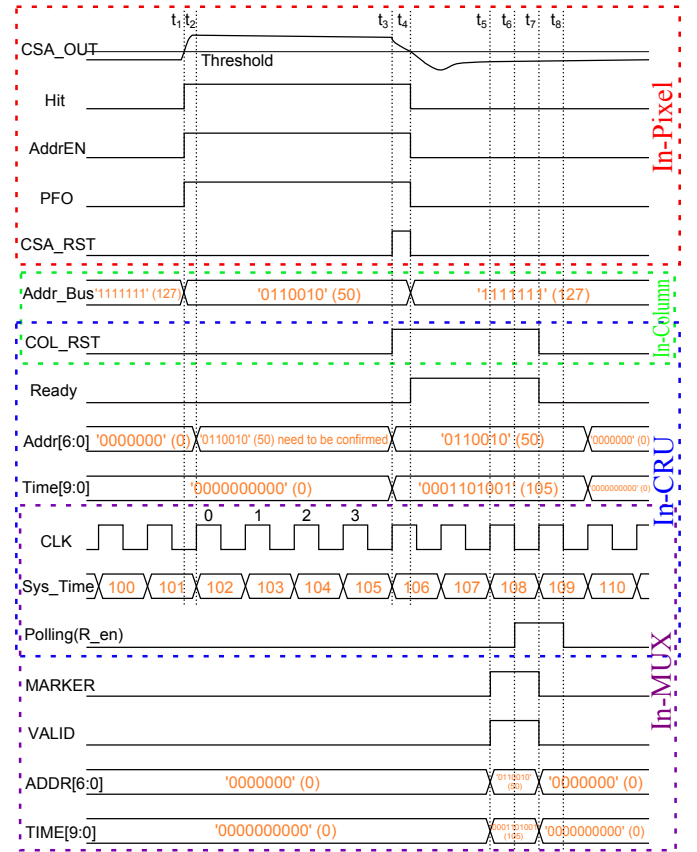 t1 t2 t3 t4 t5 t6 t7 t8
CSA_OUT
Threshold
Hit
AddrEN
PFO
CSA_RST
In-Pixel
Addr_Bus '1111111' (127) '0110010' (50) '1111111' (127)
In-Column
COL_RST
Ready
Addr[6:0] '0000000' (0) '0110010' (50) need to be confirmed '0110010' (50) '0000000' (0)
Time[9:0] '0000000000' (0) '0001101001' (105) '0000000000' (0)
In-CRU
0 1 2 3
CLK
Sys_Time 100 101 102 103 104 105 106 107 108 109 110
Polling(R_en)
In-MUX
MARKER
VALID
ADDR[6:0] '0000000' (0) '0110010' (50) '0000000' (0)
TIME[9:0] '0000000000' (0) '0001101001' (105) '0000000000' (0)